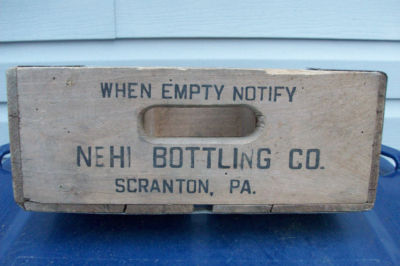 WHEN EMPTY NOTIFY
NEHI BOTTLING CO.
SCRANTON, PA.